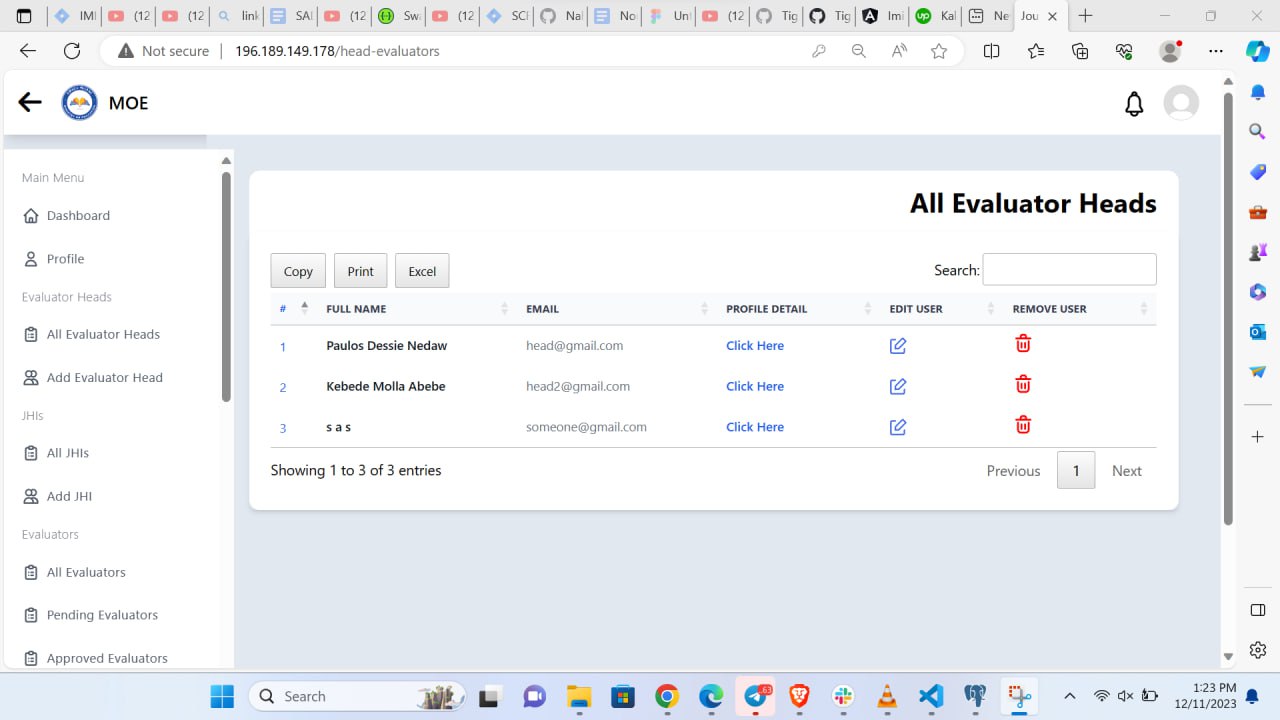 IMI
(12
(12
link
SAI
(12
Swa
(12
SCI
Nal
No
Un
(12
Tig
Tig
Imi
Kal
Ne
Jou
Not secure
196.189.149.178/head-evaluators
MOE
Main Menu
Dashboard
Profile
Evaluator Heads
All Evaluator Heads
Add Evaluator Head
JHIs
All JHIs
Add JHI
Evaluators
All Evaluators
Pending Evaluators
Approved Evaluators
All Evaluator Heads
Copy Print Excel Search:
# FULL NAME EMAIL PROFILE DETAIL EDIT USER REMOVE USER
1 Paulos Dessie Nedaw head@gmail.com Click Here
2 Kebede Molla Abebe head2@gmail.com Click Here
3 s a s someone@gmail.com Click Here
Showing 1 to 3 of 3 entries Previous 1 Next
Search
63
1:23 PM
12/11/2023